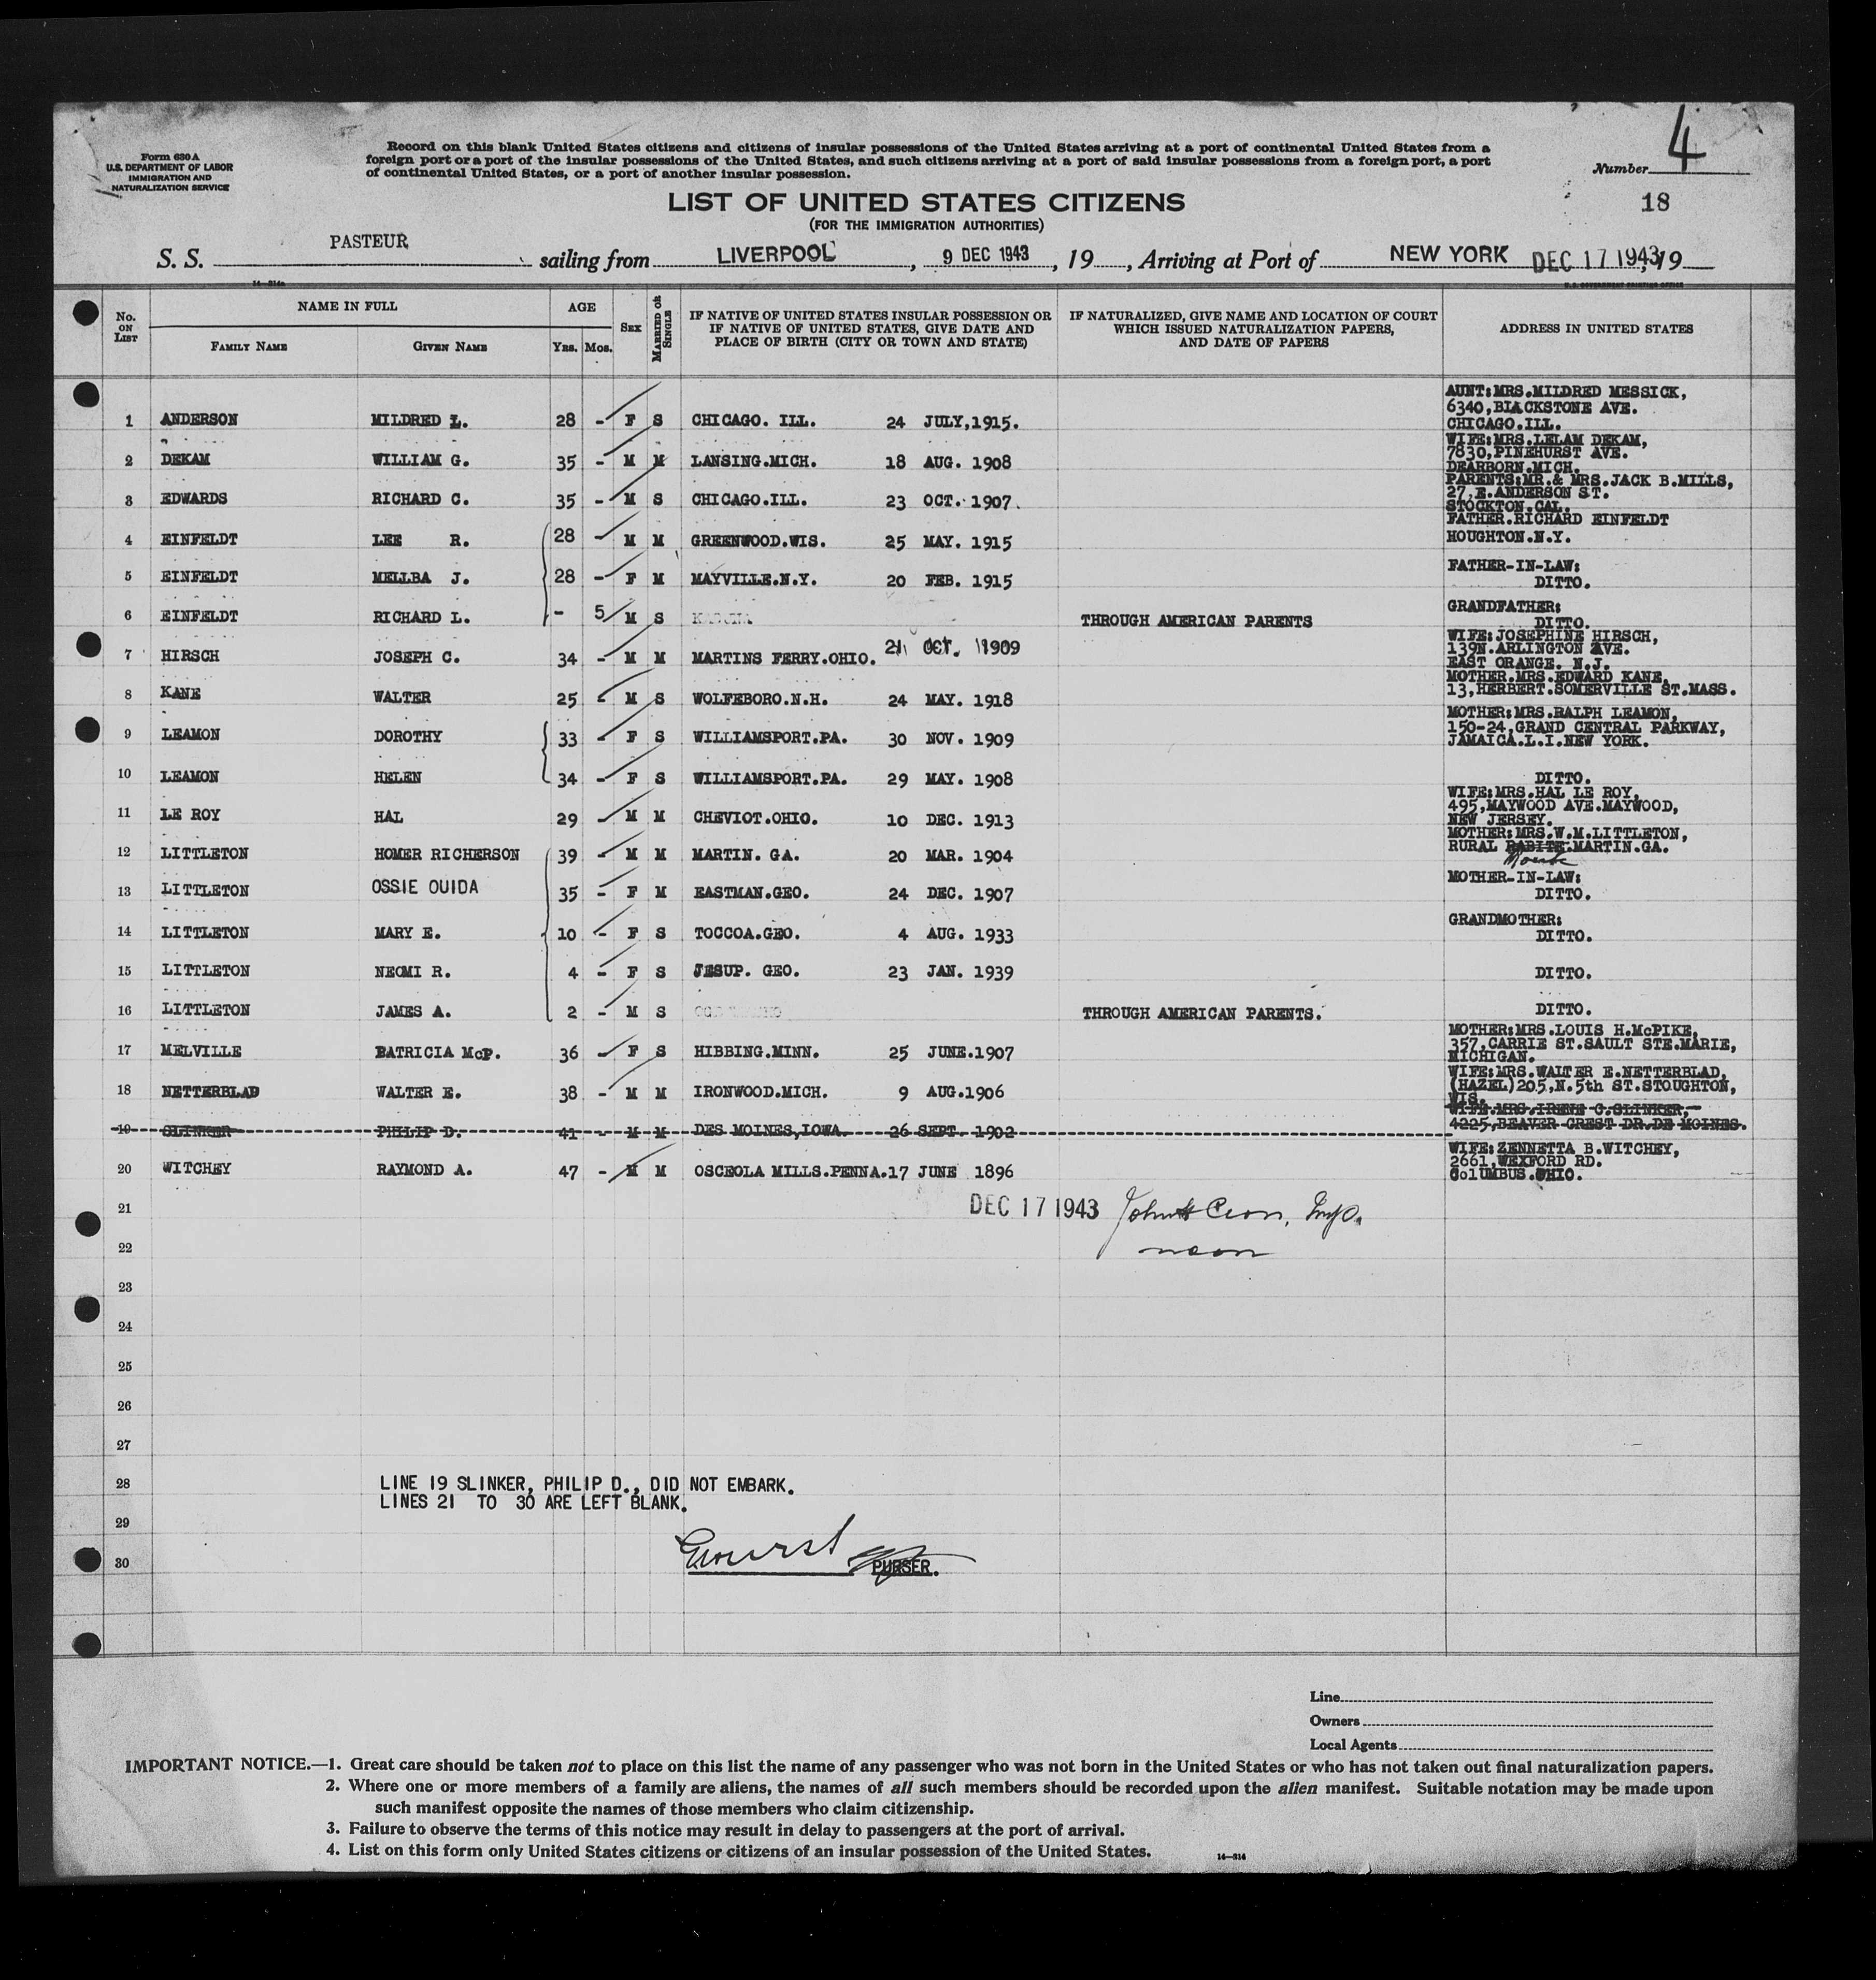 Form 630 A
U.S. DEPARTMENT OF LABOR
IMMIGRATION AND
NATURALIZATION SERVICE
Record on this blank United States citizens and citizens of insular possessions of the United States arriving at a port of continental United States from a
foreign port or a port of the insular possessions of the United States, and such citizens arriving at a port of said insular possessions from a foreign port, a port
of continental United States, or a port of another insular possession.
Number 4
18
LIST OF UNITED STATES CITIZENS
(FOR THE IMMIGRATION AUTHORITIES)
S. S. PASTEUR sailing from LIVERPOOL, 9 DEC 1943, 19, Arriving at Port of NEW YORK DEC 17 1943, 19
No. ON LIST
NAME IN FULL
FAMILY NAME
GIVEN NAME
AGE
YRS. MOS.
SEX
MARRIED OR SINGLE
IF NATIVE OF UNITED STATES INSULAR POSSESSION OR
IF NATIVE OF UNITED STATES, GIVE DATE AND
PLACE OF BIRTH (CITY OR TOWN AND STATE)
IF NATURALIZED, GIVE NAME AND LOCATION OF COURT
WHICH ISSUED NATURALIZATION PAPERS,
AND DATE OF PAPERS
ADDRESS IN UNITED STATES
1 ANDERSON MILDRED L. 28 - F S CHICAGO. ILL. 24 JULY,1915.
AUNT:MRS.MILDRED MESSICK,
6340,BLACKSTONE AVE.
CHICAGO.ILL.
2 DEKAM WILLIAM G. 35 - M M LANSING.MICH. 18 AUG. 1908
WIFE:MRS.LELAM DEKAM,
7830,PINEHURST AVE.
DEARBORN.MICH.
3 EDWARDS RICHARD C. 35 - M S CHICAGO.ILL. 23 OCT. 1907.
PARENTS:MR.& MRS.JACK B.MILLS,
27,E.ANDERSON ST.
STOCKTON.CAL.
4 EINFELDT LEE R. 28 - M M GREENWOOD.WIS. 25 MAY. 1915
FATHER.RICHARD EINFELDT
HOUGHTON.N.Y.
5 EINFELDT MELLBA J. 28 - F M MAYVILLE.N.Y. 20 FEB. 1915
FATHER-IN-LAW:
DITTO.
6 EINFELDT RICHARD L. - 5 M S THROUGH AMERICAN PARENTS
GRANDFATHER:
DITTO.
7 HIRSCH JOSEPH C. 34 - M M MARTINS FERRY.OHIO. 21 OCT. 1909
WIFE:JOSEPHINE HIRSCH,
139N.ARLINGTON AVE.
EAST ORANGE. N.J.
8 KANE WALTER 25 - M S WOLFEBORO.N.H. 24 MAY. 1918
MOTHER.MRS.EDWARD KANE,
13,HERBERT.SOMERVILLE ST.MASS.
9 LEAMON DOROTHY 33 - F S WILLIAMSPORT.PA. 30 NOV. 1909
MOTHER:MRS.RALPH LEAMON,
150-24,GRAND CENTRAL PARKWAY,
JAMAICA.L.I.NEW YORK.
10 LEAMON HELEN 34 - F S WILLIAMSPORT.PA. 29 MAY. 1908
DITTO.
11 LE ROY HAL 29 - M M CHEVIOT.OHIO. 10 DEC. 1913
WIFE:MRS.HAL LE ROY,
495,MAYWOOD AVE.MAYWOOD,
NEW JERSEY.
12 LITTLETON HOMER RICHERSON 39 - M M MARTIN. GA. 20 MAR. 1904
MOTHER:MRS.W.M.LITTLETON,
RURAL MARTIN.GA.
13 LITTLETON OSSIE OUIDA 35 - F M EASTMAN.GEO. 24 DEC. 1907
MOTHER-IN-LAW:
DITTO.
14 LITTLETON MARY E. 10 - F S TOCCOA.GEO. 4 AUG. 1933
GRANDMOTHER:
DITTO.
15 LITTLETON NEOMI R. 4 - F S JESUP. GEO. 23 JAN. 1939
DITTO.
16 LITTLETON JAMES A. 2 - M S THROUGH AMERICAN PARENTS.
DITTO.
17 MELVILLE PATRICIA McP. 36 - F S HIBBING.MINN. 25 JUNE.1907
MOTHER:MRS.LOUIS H.McPIKE,
357,CARRIE ST.SAULT STE.MARIE,
MICHIGAN.
18 NETTERBLAD WALTER E. 38 - M M IRONWOOD.MICH. 9 AUG.1906
WIFE:MRS.WALTER E.NETTERBLAD,
(HAZEL)205,N.5th ST.STOUGHTON,
WIS.
19 SLINKER PHILIP D. 41 - M M DES MOINES,IOWA. 26 SEPT. 1902
WIFE.MRS.IRENE C.SLINKER,
4225,BEAVER CREST DR.DE MOINES.
20 WITCHEY RAYMOND A. 47 - M M OSCEOLA MILLS.PENNA.17 JUNE 1896
WIFE:ZENNETTA B.WITCHEY,
2661,WEXFORD RD.
COlUMBUS.OHIO.
21 DEC 17 1943
22 noon
23
24
25
26
27
28 LINE 19 SLINKER, PHILIP D., DID NOT EMBARK.
LINES 21 TO 30 ARE LEFT BLANK.
29
30 PURSER.
Line
Owners
Local Agents
IMPORTANT NOTICE.—1. Great care should be taken not to place on this list the name of any passenger who was not born in the United States or who has not taken out final naturalization papers.
2. Where one or more members of a family are aliens, the names of all such members should be recorded upon the alien manifest. Suitable notation may be made upon
such manifest opposite the names of those members who claim citizenship.
3. Failure to observe the terms of this notice may result in delay to passengers at the port of arrival.
4. List on this form only United States citizens or citizens of an insular possession of the United States.
14—314